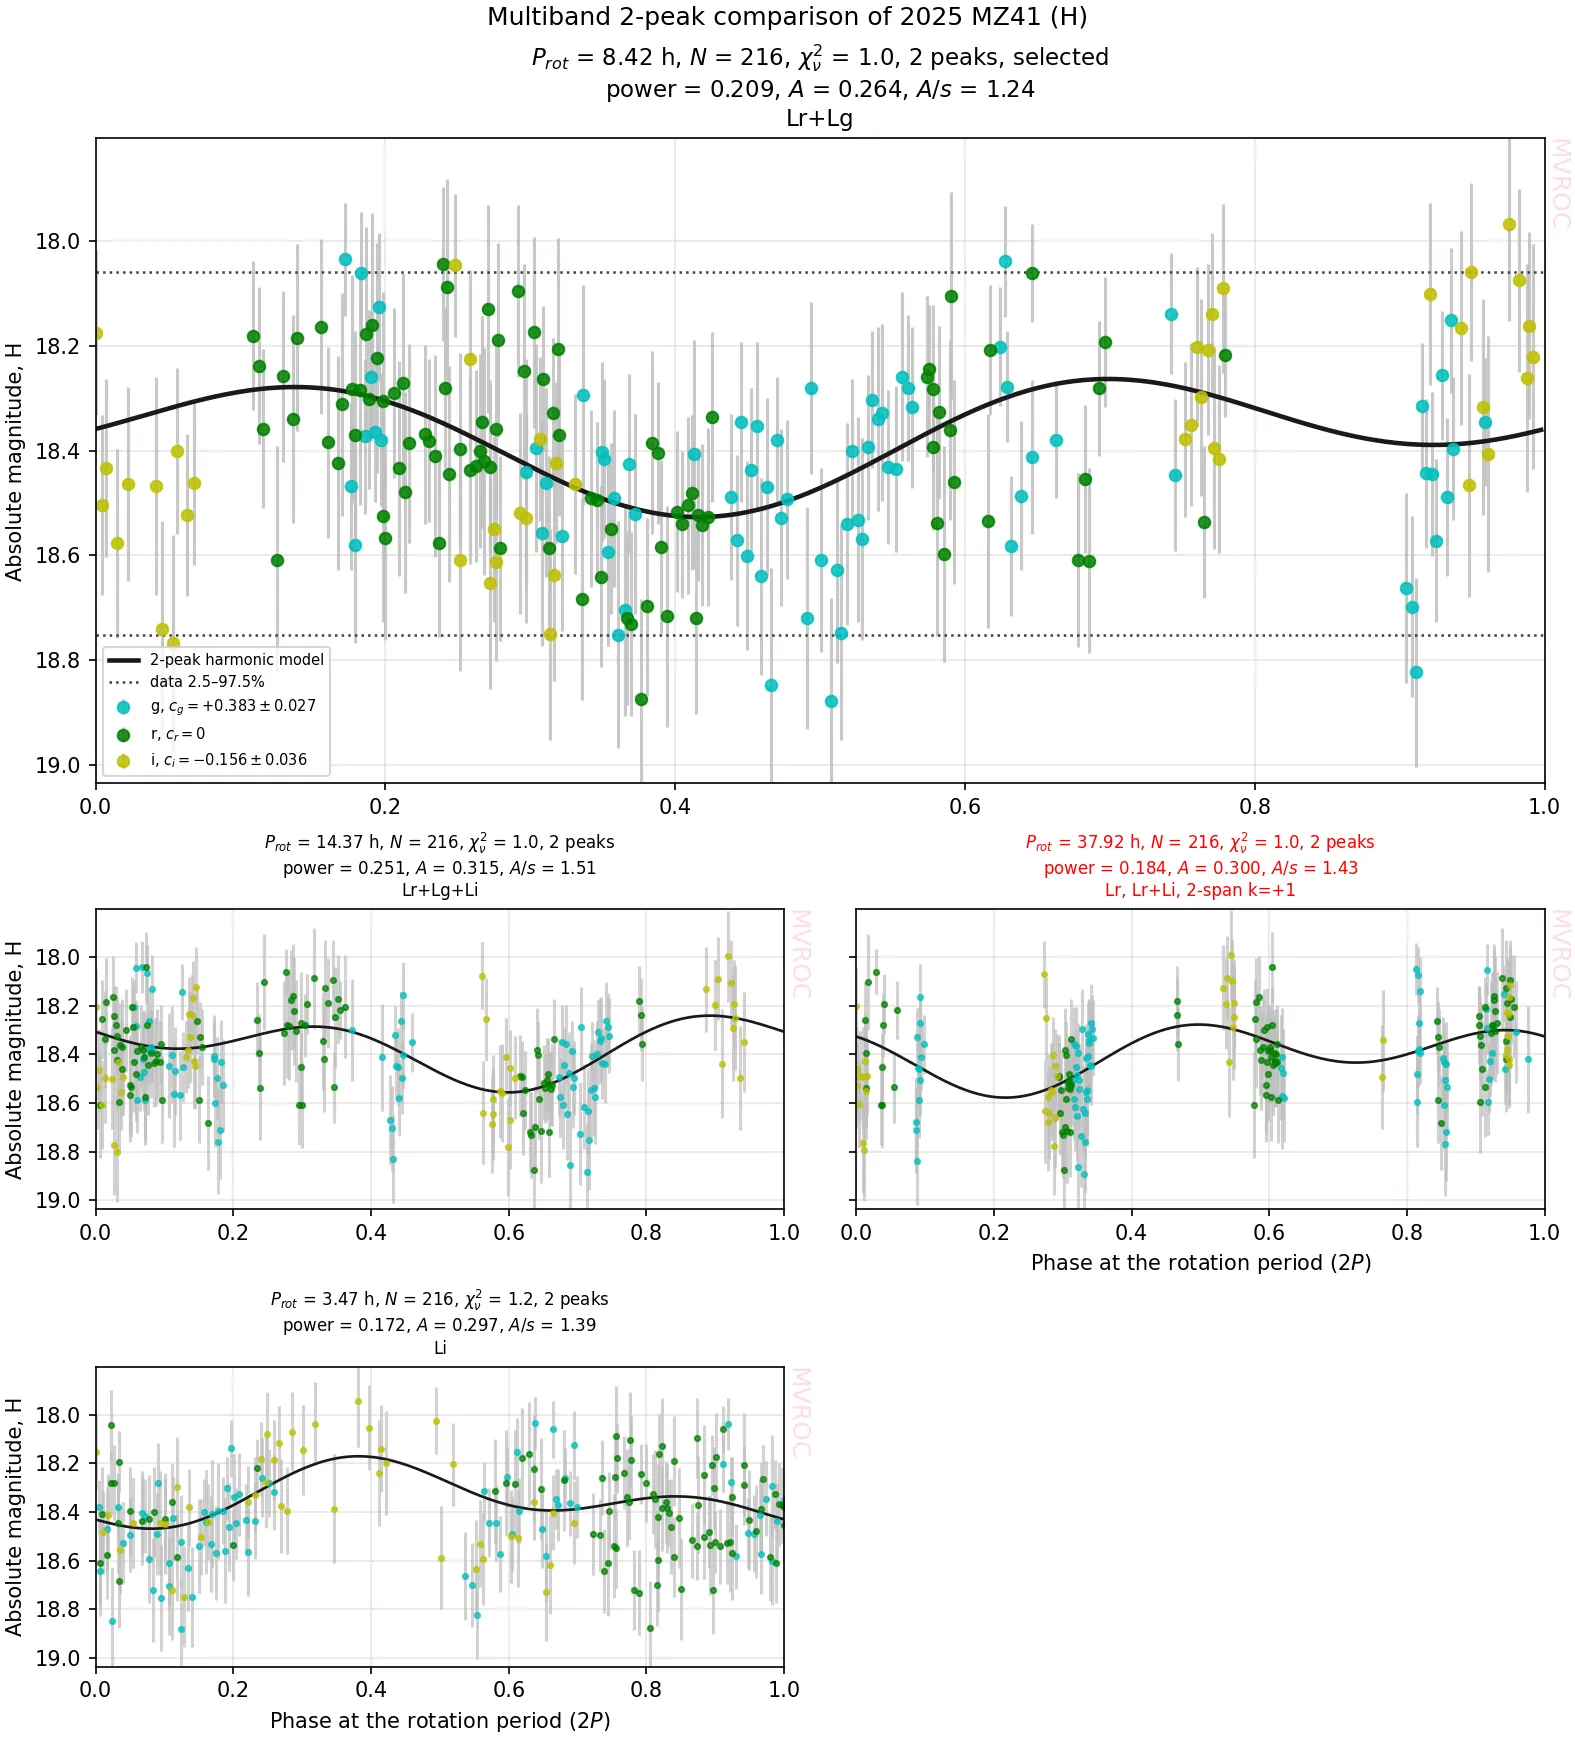 Multiband 2-peak comparison of 2025 MZ41 (H)
P_rot = 8.42 h, N = 216, χ²_ν = 1.0, 2 peaks, selected
power = 0.209, A = 0.264, A/s = 1.24
Lr+Lg
MVROC
Absolute magnitude, H
18.0
18.2
18.4
18.6
18.8
19.0
2-peak harmonic model
data 2.5–97.5%
g, c_g = +0.383 ± 0.027
r, c_r = 0
i, c_i = −0.156 ± 0.036
0.0 0.2 0.4 0.6 0.8 1.0
P_rot = 14.37 h, N = 216, χ²_ν = 1.0, 2 peaks
power = 0.251, A = 0.315, A/s = 1.51
Lr+Lg+Li
MVROC
Absolute magnitude, H
18.0
18.2
18.4
18.6
18.8
19.0
0.0 0.2 0.4 0.6 0.8 1.0
P_rot = 37.92 h, N = 216, χ²_ν = 1.0, 2 peaks
power = 0.184, A = 0.300, A/s = 1.43
Lr, Lr+Li, 2-span k=+1
MVROC
0.0 0.2 0.4 0.6 0.8 1.0
Phase at the rotation period (2P)
P_rot = 3.47 h, N = 216, χ²_ν = 1.2, 2 peaks
power = 0.172, A = 0.297, A/s = 1.39
Li
MVROC
Absolute magnitude, H
18.0
18.2
18.4
18.6
18.8
19.0
0.0 0.2 0.4 0.6 0.8 1.0
Phase at the rotation period (2P)